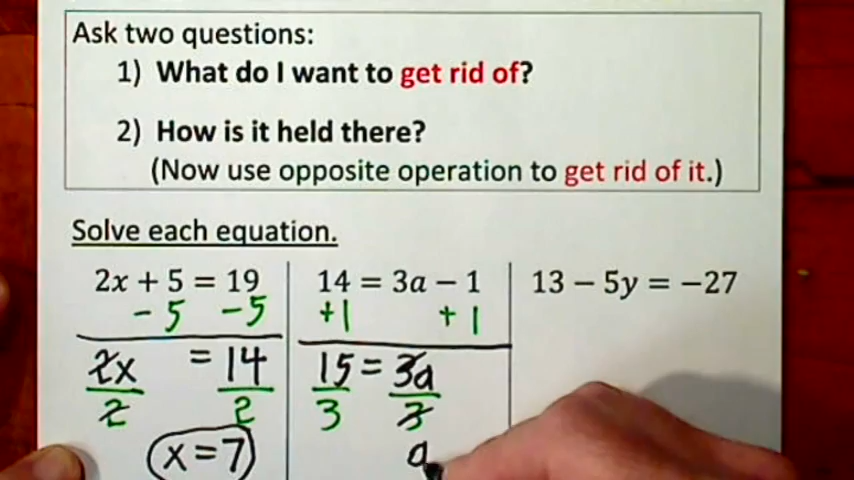 Ask two questions:
1) What do I want to get rid of?
2) How is it held there?
(Now use opposite operation to get rid of it.)
Solve each equation.
2x + 5 = 19
- 5 -5
2x = 14
2 2
x = 7
14 = 3a − 1
+1 +1
15 = 3a
3 3
a
13 − 5y = −27